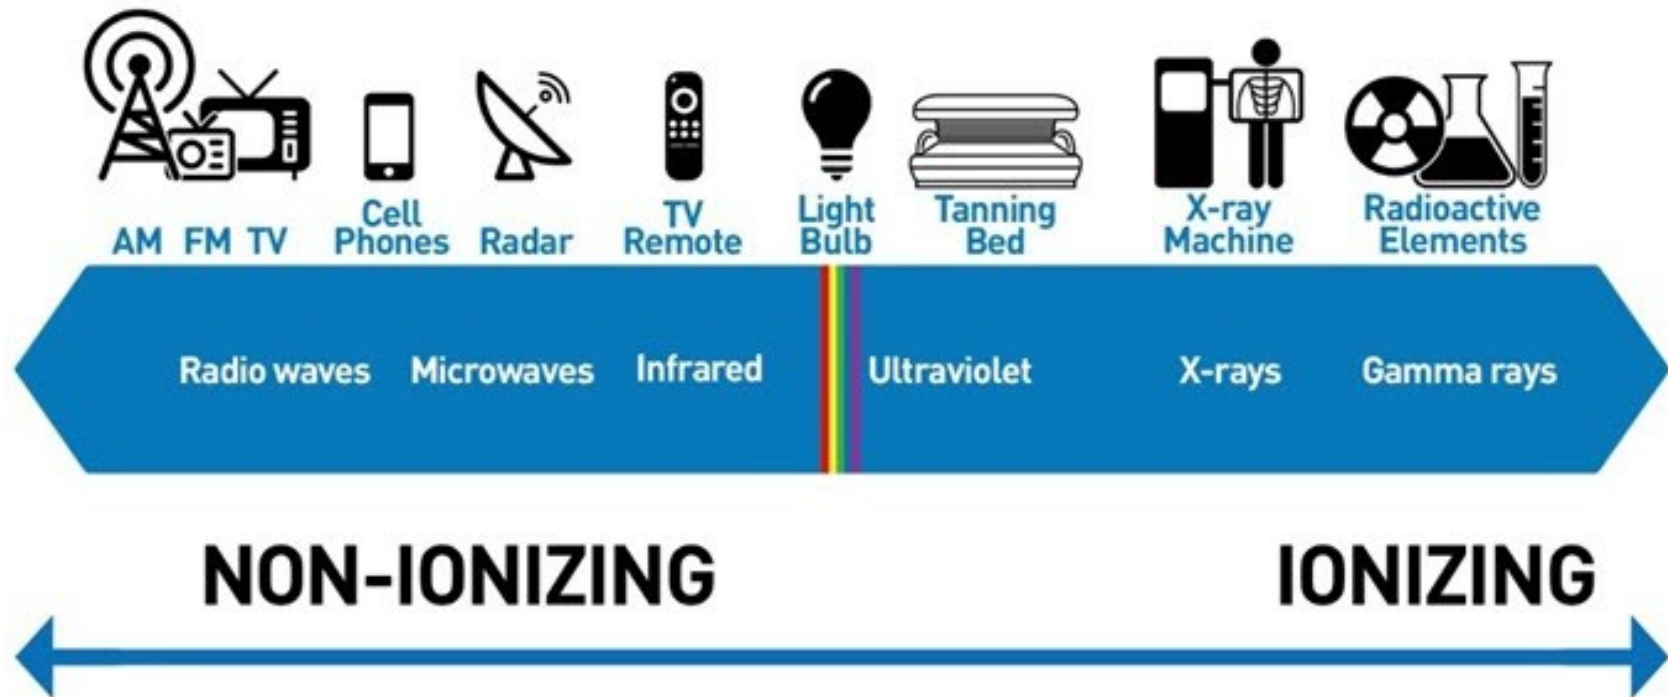 AM FM TV
Cell
Phones
Radar
TV
Remote
Light
Bulb
Tanning
Bed
X-ray
Machine
Radioactive
Elements
Radio waves
Microwaves
Infrared
Ultraviolet
X-rays
Gamma rays
NON-IONIZING
IONIZING